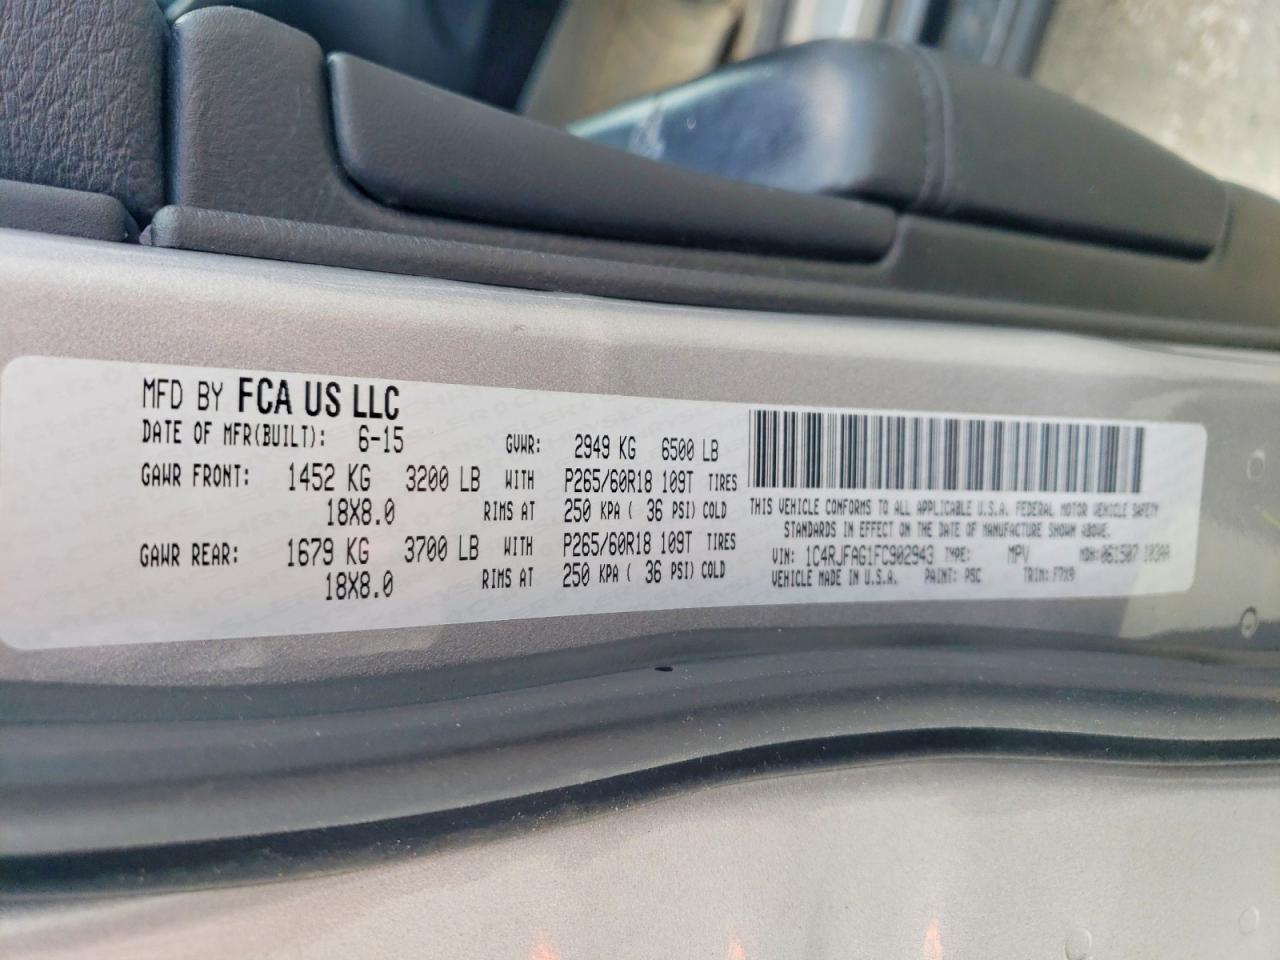 MFD BY FCA US LLC
DATE OF MFR(BUILT): 6-15 GVWR: 2949 KG 6500 LB
GAWR FRONT: 1452 KG 3200 LB WITH P265/60R18 109T TIRES
18X8.0 RIMS AT 250 KPA ( 36 PSI) COLD
GAWR REAR: 1679 KG 3700 LB WITH P265/60R18 109T TIRES
18X8.0 RIMS AT 250 KPA ( 36 PSI) COLD
THIS VEHICLE CONFORMS TO ALL APPLICABLE U.S.A. FEDERAL MOTOR VEHICLE SAFETY
STANDARDS IN EFFECT ON THE DATE OF MANUFACTURE SHOWN ABOVE.
VIN: 1C4RJFAG1FC902943 TYPE: MPV MDH: 061507 103AA
VEHICLE MADE IN U.S.A. PAINT: PSC TRIM: F7X9